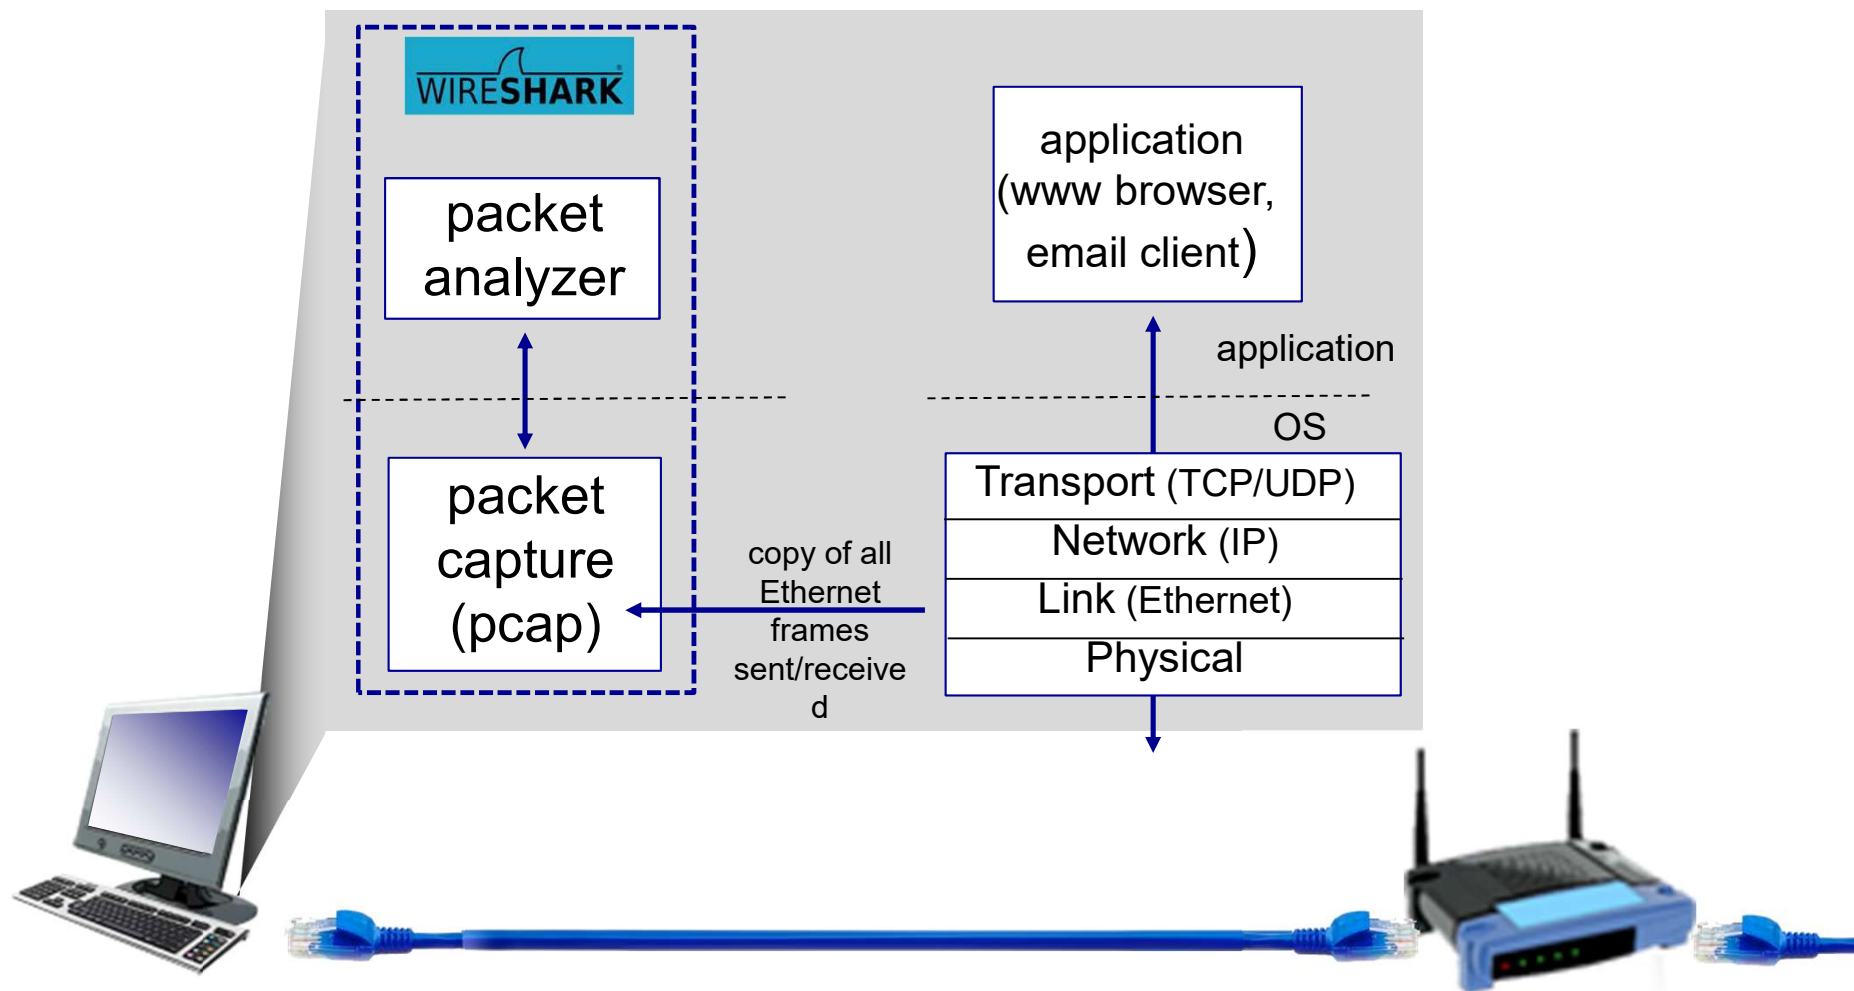 WIRESHARK
packet
analyzer
packet
capture
(pcap)
copy of all
Ethernet
frames
sent/receive
d
application
(www browser,
email client)
application
OS
Transport (TCP/UDP)
Network (IP)
Link (Ethernet)
Physical